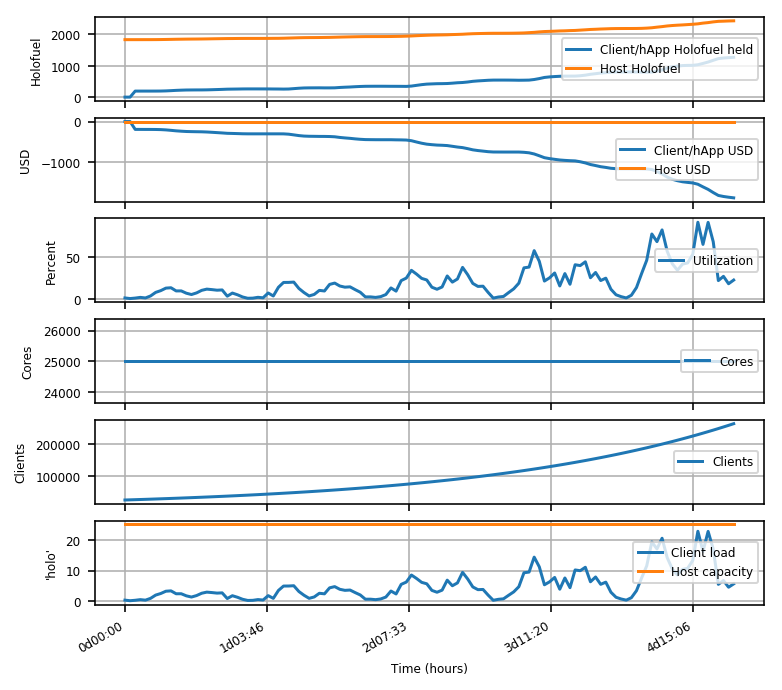 Holofuel
2000
1000
0
Client/hApp Holofuel held
Host Holofuel
USD
0
−1000
Client/hApp USD
Host USD
Percent
50
0
Utilization
Cores
26000
25000
24000
Cores
Clients
200000
100000
Clients
'holo'
20
10
0
Client load
Host capacity
0d00:00
1d03:46
2d07:33
3d11:20
4d15:06
Time (hours)